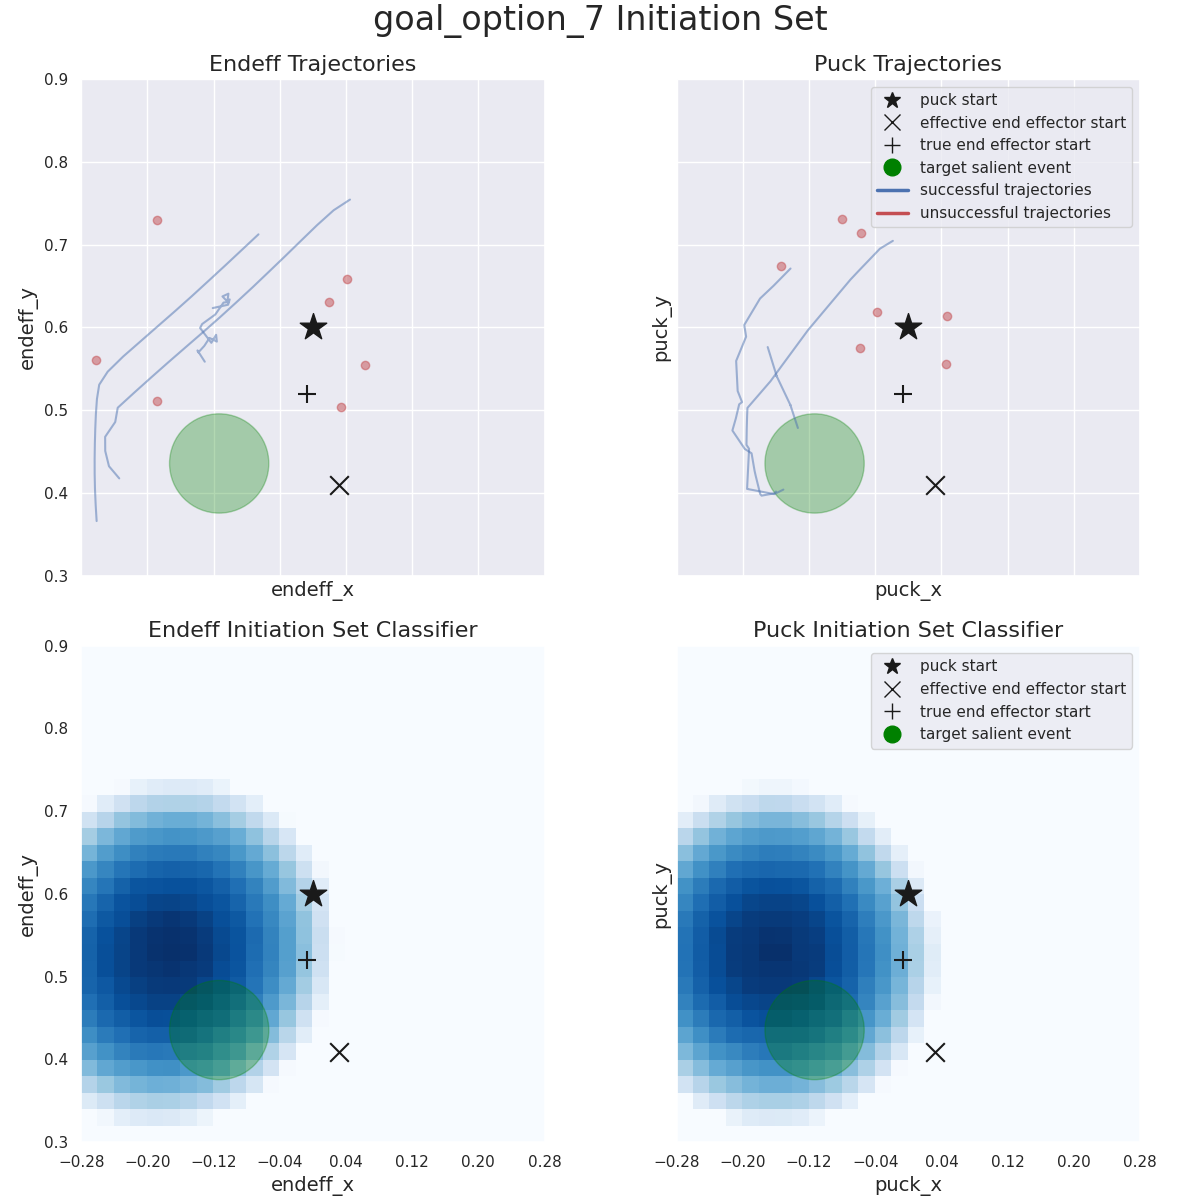 goal_option_7 Initiation Set
Endeff Trajectories
0.9
0.8
0.7
0.6
0.5
0.4
0.3
endeff_y
endeff_x
Puck Trajectories
puck start
effective end effector start
true end effector start
target salient event
successful trajectories
unsuccessful trajectories
puck_y
puck_x
Endeff Initiation Set Classifier
0.9
0.8
0.7
0.6
0.5
0.4
0.3
endeff_y
−0.28 −0.20 −0.12 −0.04 0.04 0.12 0.20 0.28
endeff_x
Puck Initiation Set Classifier
puck start
effective end effector start
true end effector start
target salient event
puck_y
−0.28 −0.20 −0.12 −0.04 0.04 0.12 0.20 0.28
puck_x